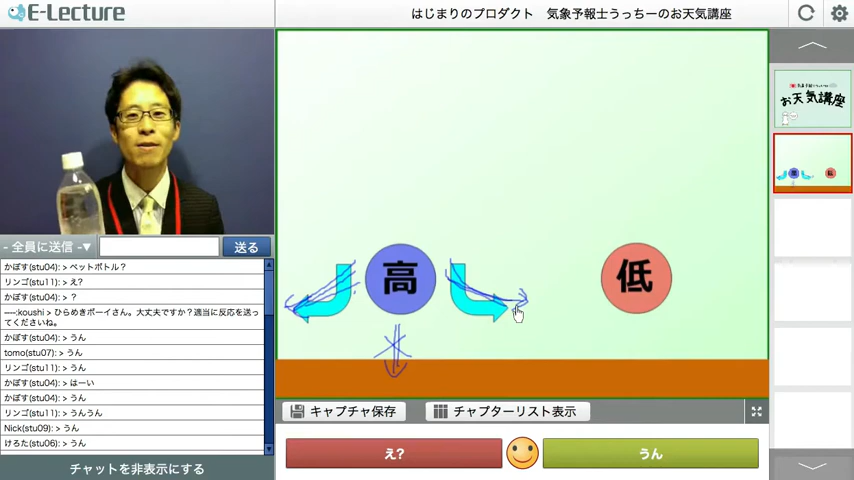 E-Lecture
はじまりのプロダクト 気象予報士うっちーのお天気講座
お天気講座
高
低
高
低
- 全員に送信 -▼
送る
かぼす(stu04): > ペットボトル？
リンゴ(stu11): > え？
かぼす(stu04): > ？
----:koushi > ひらめきボーイさん。大丈夫ですか？適当に反応を送っ
てくださいね。
かぼす(stu04): > うん
tomo(stu07): > うん
リンゴ(stu11): > うん
かぼす(stu04): > はーい
かぼす(stu04): > うん
リンゴ(stu11): > うんうん
Nick(stu09): > うん
けろた(stu06): > うん
チャットを非表示にする
キャプチャ保存
チャプターリスト表示
え?
うん